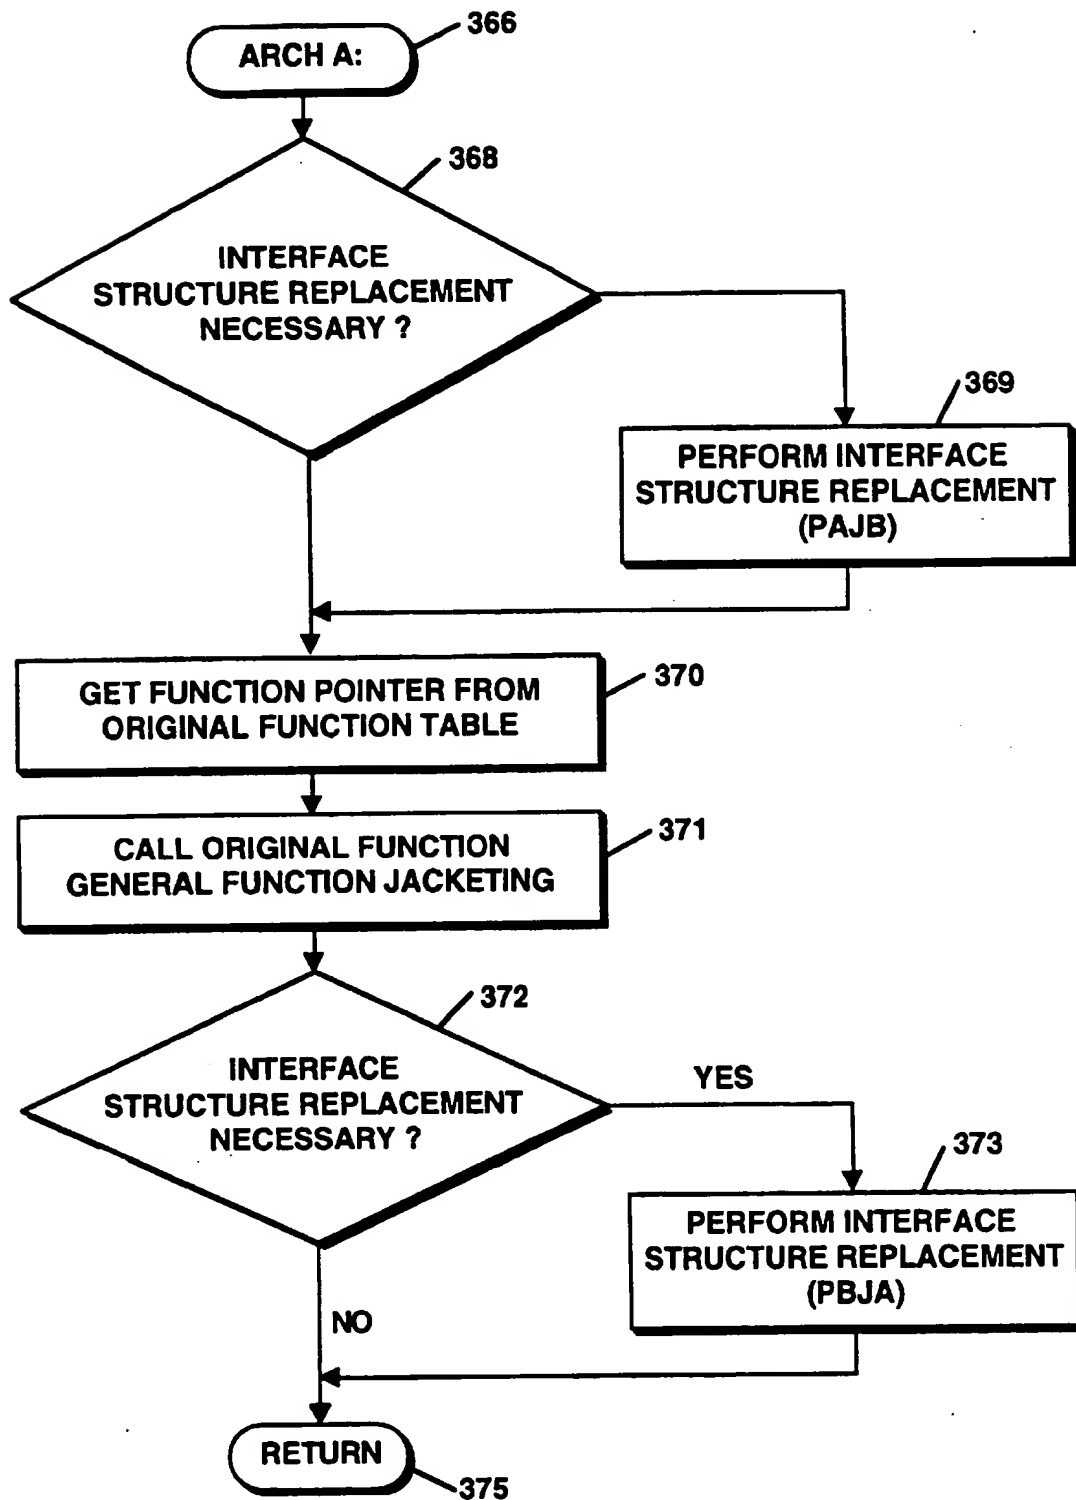 366
ARCH A:
368
INTERFACE
STRUCTURE REPLACEMENT
NECESSARY ?
369
PERFORM INTERFACE
STRUCTURE REPLACEMENT
(PAJB)
370
GET FUNCTION POINTER FROM
ORIGINAL FUNCTION TABLE
371
CALL ORIGINAL FUNCTION
GENERAL FUNCTION JACKETING
372
INTERFACE
STRUCTURE REPLACEMENT
NECESSARY ?
YES
373
PERFORM INTERFACE
STRUCTURE REPLACEMENT
(PBJA)
NO
RETURN
375